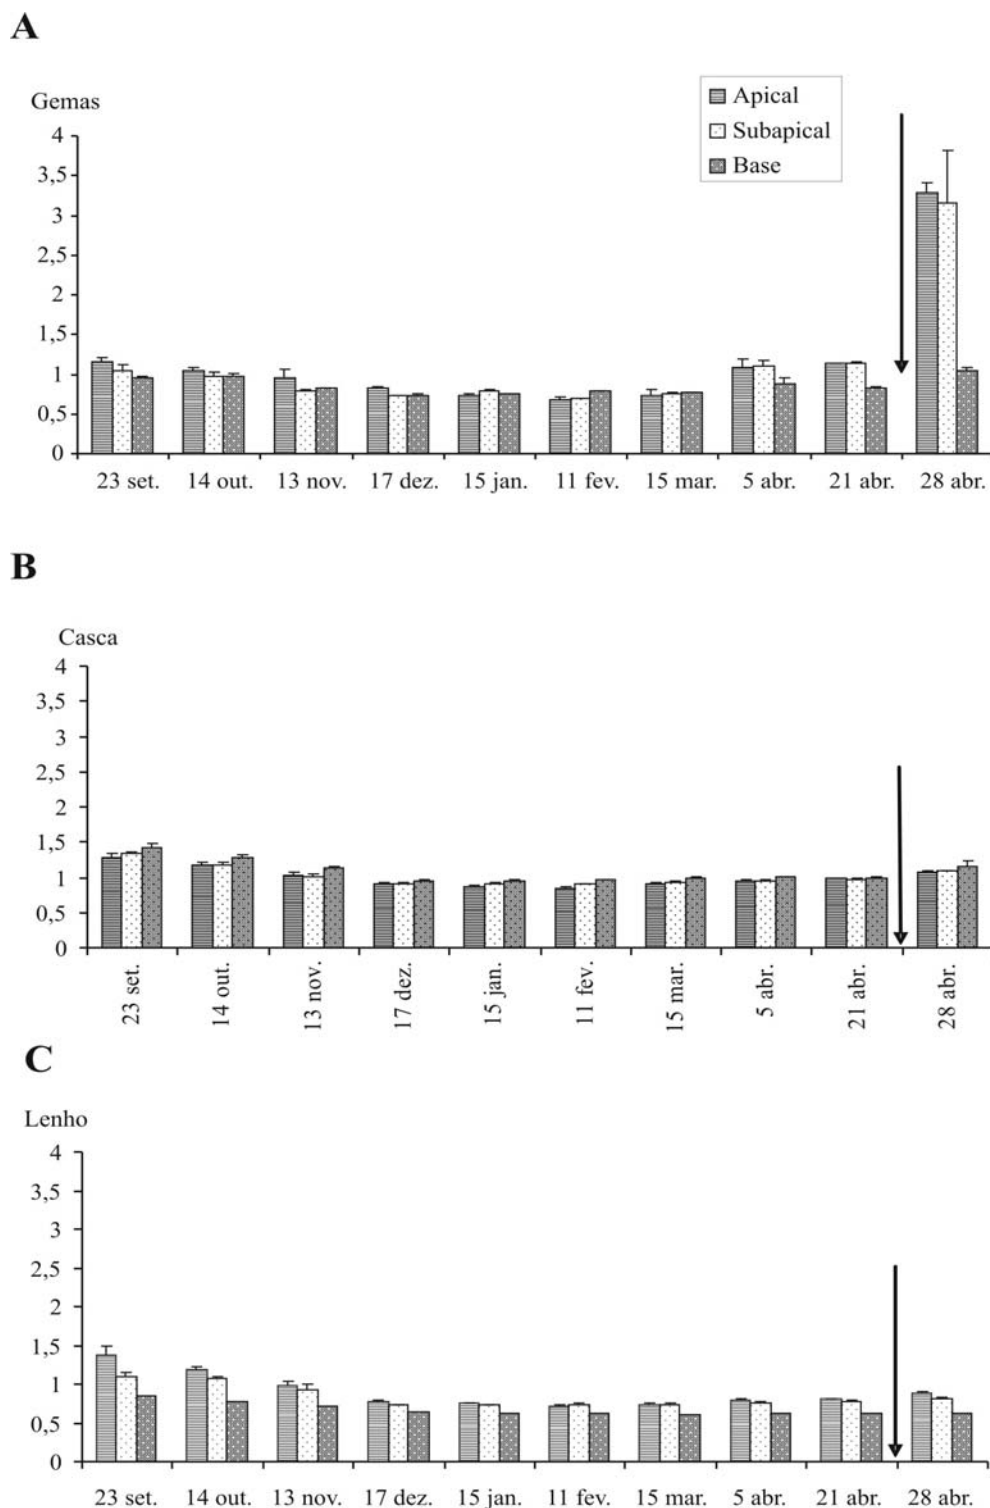 A
Gemas
Apical
Subapical
Base
4
3,5
3
2,5
2
1,5
1
0,5
0
23 set. 14 out. 13 nov. 17 dez. 15 jan. 11 fev. 15 mar. 5 abr. 21 abr. 28 abr.
B
Casca
4
3,5
3
2,5
2
1,5
1
0,5
0
23 set. 14 out. 13 nov. 17 dez. 15 jan. 11 fev. 15 mar. 5 abr. 21 abr. 28 abr.
C
Lenho
4
3,5
3
2,5
2
1,5
1
0,5
0
23 set. 14 out. 13 nov. 17 dez. 15 jan. 11 fev. 15 mar. 5 abr. 21 abr. 28 abr.